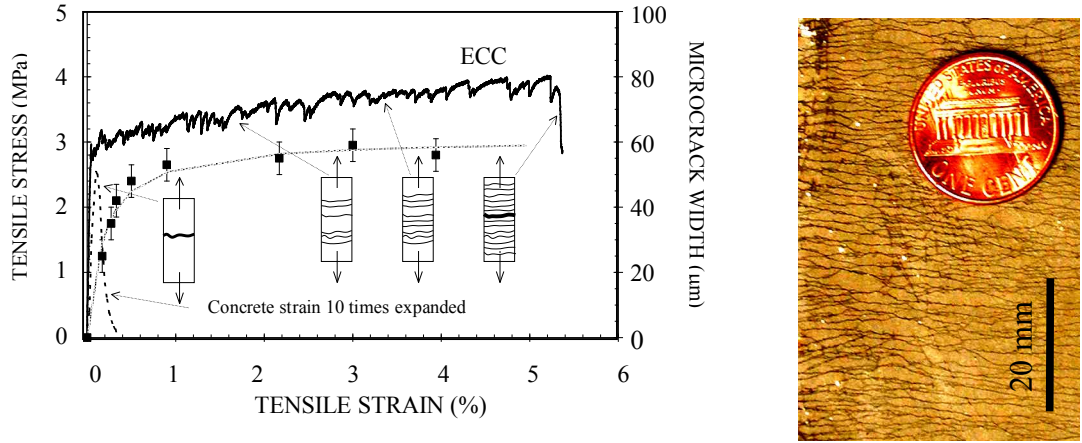 5
4
3
2
1
0
TENSILE STRESS (MPa)
ECC
Concrete strain 10 times expanded
0 1 2 3 4 5 6
TENSILE STRAIN (%)
100
80
60
40
20
0
MICROCRACK WIDTH (μm)
UNITED STATES OF AMERICA
ONE CENT
20 mm